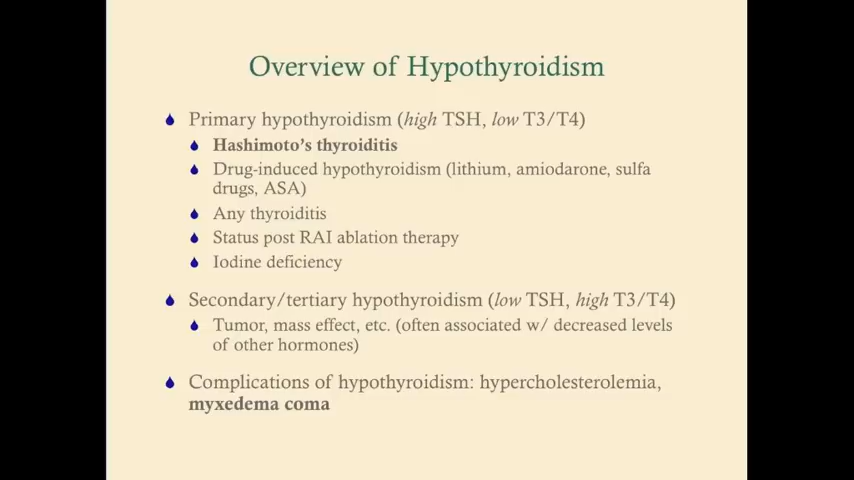 Overview of Hypothyroidism
Primary hypothyroidism (high TSH, low T3/T4)
Hashimoto's thyroiditis
Drug-induced hypothyroidism (lithium, amiodarone, sulfa
drugs, ASA)
Any thyroiditis
Status post RAI ablation therapy
Iodine deficiency
Secondary/tertiary hypothyroidism (low TSH, high T3/T4)
Tumor, mass effect, etc. (often associated w/ decreased levels
of other hormones)
Complications of hypothyroidism: hypercholesterolemia,
myxedema coma